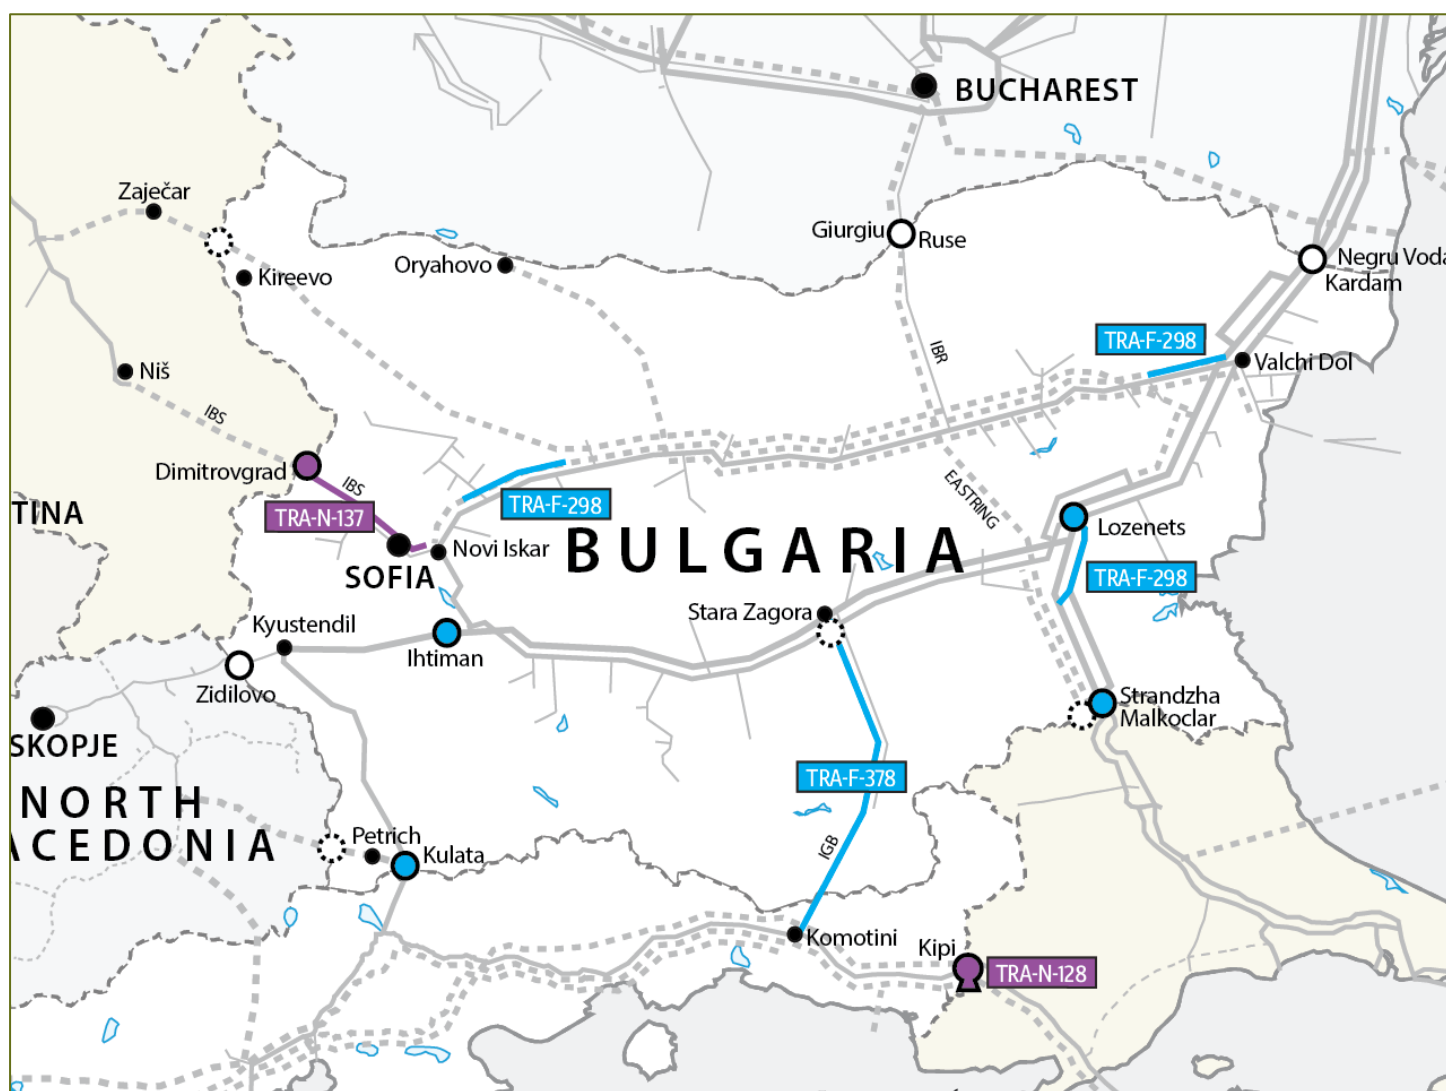 BUCHAREST
Zaječar
Giurgiu
Ruse
Oryahovo
Kireevo
Negru Voda
Kardam
TRA-F-298
IBR
Valchi Dol
Niš
IBS
Dimitrovgrad
IBS
EASTRING
TRA-F-298
TINA
TRA-N-137
Lozenets
Novi Iskar
BULGARIA
SOFIA
TRA-F-298
Stara Zagora
Kyustendil
Ihtiman
Zidilovo
Strandzha
Malkoclar
SKOPJE
TRA-F-378
NORTH
ACEDONIA
Petrich
Kulata
IGB
Komotini
Kipi
TRA-N-128